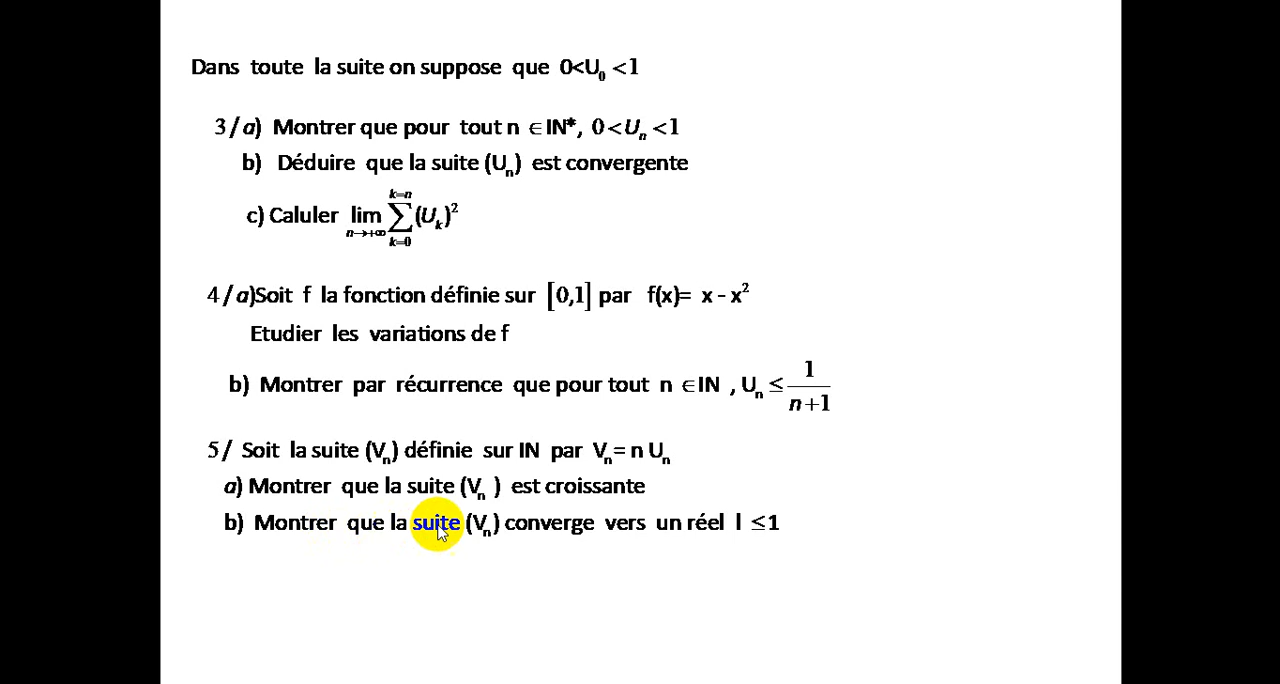 Dans toute la suite on suppose que 0<U₀ <1
3/a) Montrer que pour tout n ∈IN*, 0<Uₙ <1
b) Déduire que la suite (Uₙ) est convergente
c) Caluler lim n→+∞ ∑ k=0 k=n (Uₖ)²
4/a)Soit f la fonction définie sur [0,1] par f(x)= x - x²
Etudier les variations de f
b) Montrer par récurrence que pour tout n ∈IN , Uₙ ≤ 1/(n+1)
5/ Soit la suite (Vₙ) définie sur IN par Vₙ= n Uₙ
a) Montrer que la suite (Vₙ ) est croissante
b) Montrer que la suite (Vₙ) converge vers un réel l ≤1